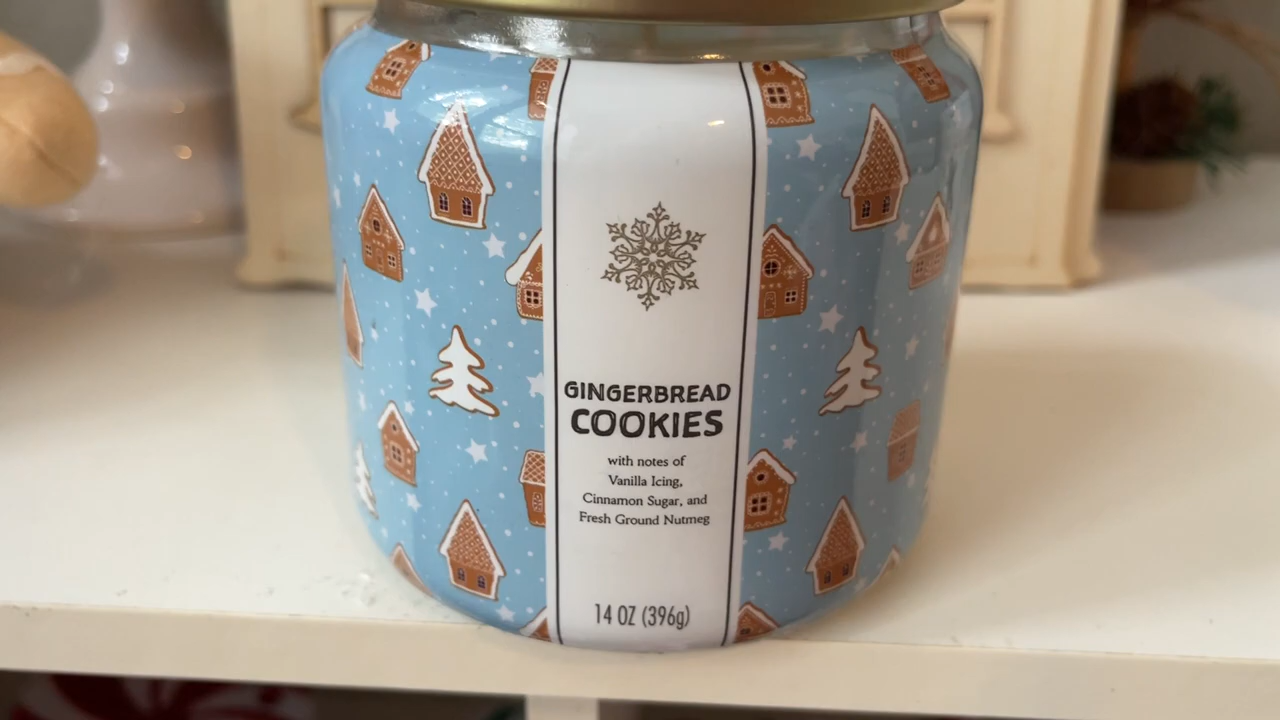 GINGERBREAD
COOKIES
with notes of
Vanilla Icing,
Cinnamon Sugar, and
Fresh Ground Nutmeg
14 OZ (396g)